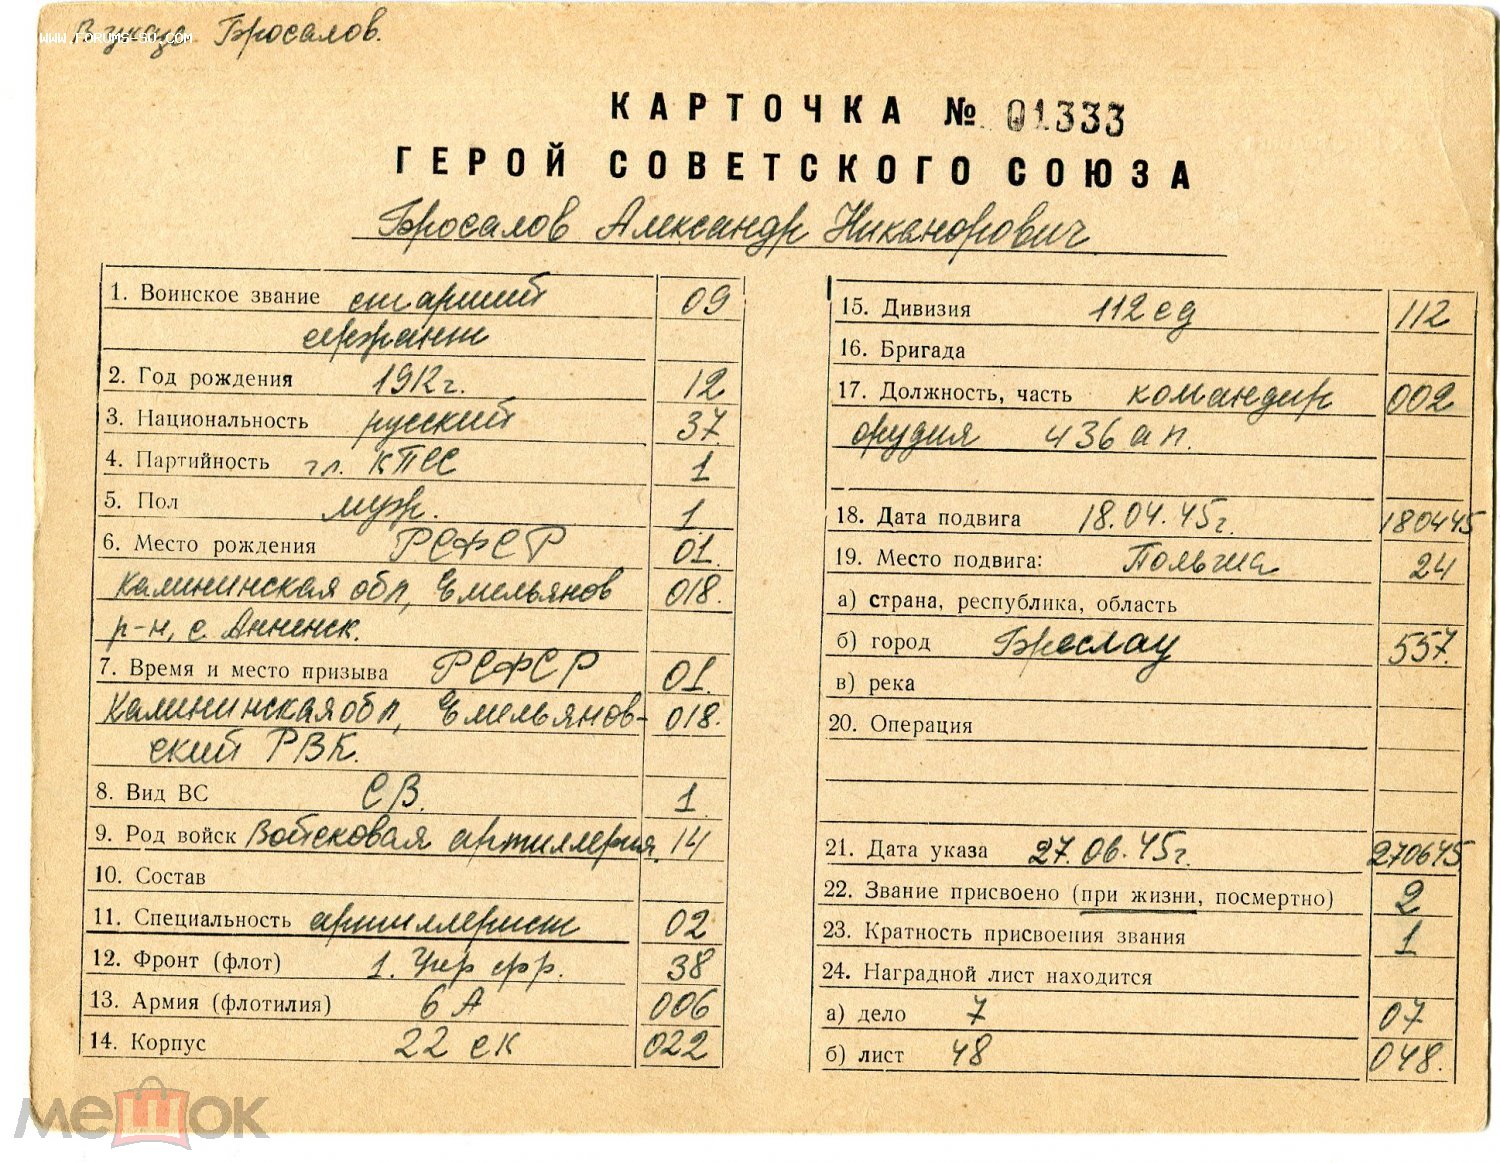 В указе Бросалов.
www.forums-su.com
КАРТОЧКА № 01333
ГЕРОЙ СОВЕТСКОГО СОЮЗА
Бросалов Александр Никанорович
1. Воинское звание старший 09
сержант
2. Год рождения 1912г. 12
3. Национальность русский 37
4. Партийность чл. КПСС 1
5. Пол муж. 1
6. Место рождения РСФСР 01.
Калининская обл, Емельянов 018.
р-н, с. Анненск.
7. Время и место призыва РСФСР 01.
Калининская обл, Емельянов- 018.
ский РВК.
8. Вид ВС СВ. 1
9. Род войск Войсковая артиллерия. 14
10. Состав
11. Специальность артиллерист 02
12. Фронт (флот) 1. Укр фр. 38
13. Армия (флотилия) 6 А 006
14. Корпус 22 ск 022
15. Дивизия 112 сд 112
16. Бригада
17. Должность, часть командир 002
орудия 436 ап.
18. Дата подвига 18.04.45г. 180445
19. Место подвига: Польша 24
а) страна, республика, область
б) город Бреслау 557.
в) река
20. Операция
21. Дата указа 27.06.45г. 270645
22. Звание присвоено (при жизни, посмертно) 2
23. Кратность присвоения звания 1
24. Наградной лист находится
а) дело 7 07
б) лист 48 048.
мешок